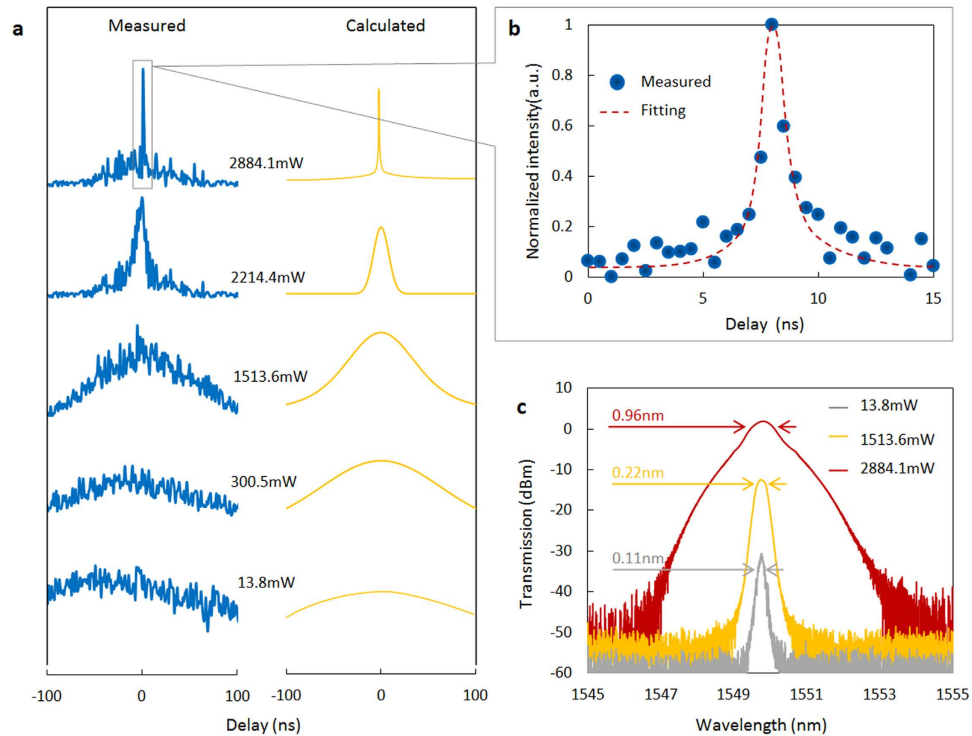 a
Measured
Calculated
2884.1mW
2214.4mW
1513.6mW
300.5mW
13.8mW
-100
0
100
-100
0
100
Delay (ns)
b
1
0.8
0.6
0.4
0.2
0
Normalized intensity(a.u.)
Measured
Fitting
0
5
10
15
Delay (ns)
c
10
0
-10
-20
-30
-40
-50
-60
Transmission (dBm)
0.96nm
0.22nm
0.11nm
13.8mW
1513.6mW
2884.1mW
1545
1547
1549
1551
1553
1555
Wavelength (nm)